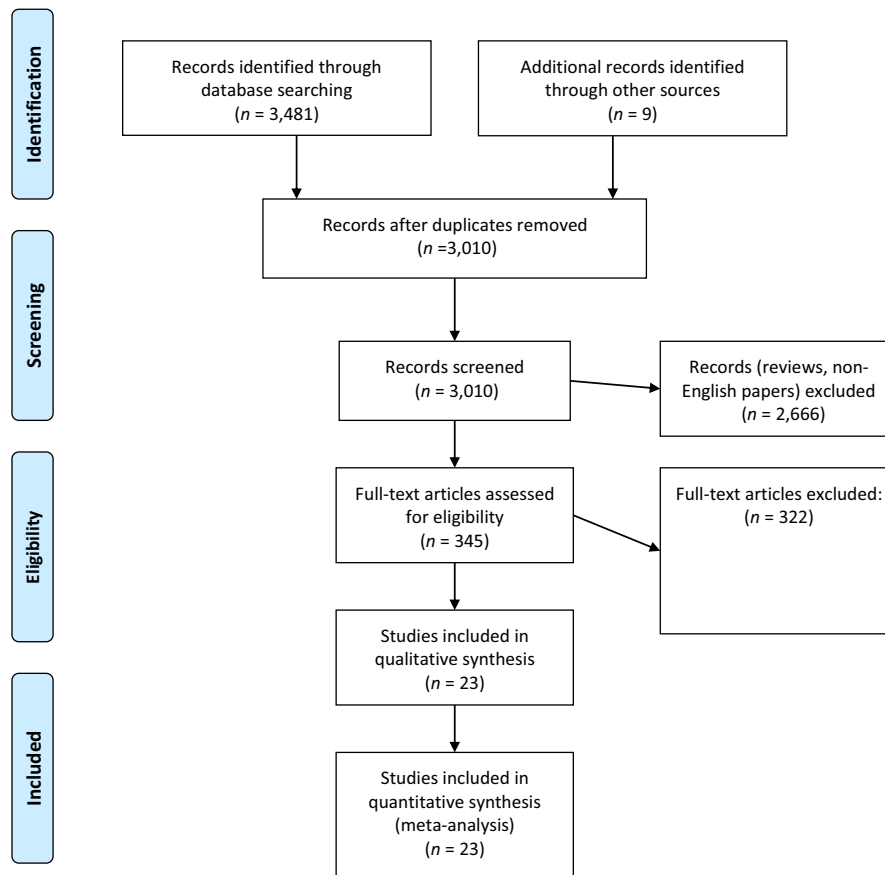 Identification
Records identified through
database searching
(n = 3,481)
Additional records identified
through other sources
(n = 9)
Records after duplicates removed
(n =3,010)
Screening
Records screened
(n = 3,010)
Records (reviews, non-
English papers) excluded
(n = 2,666)
Eligibility
Full-text articles assessed
for eligibility
(n = 345)
Full-text articles excluded:
(n = 322)
Studies included in
qualitative synthesis
(n = 23)
Included
Studies included in
quantitative synthesis
(meta-analysis)
(n = 23)